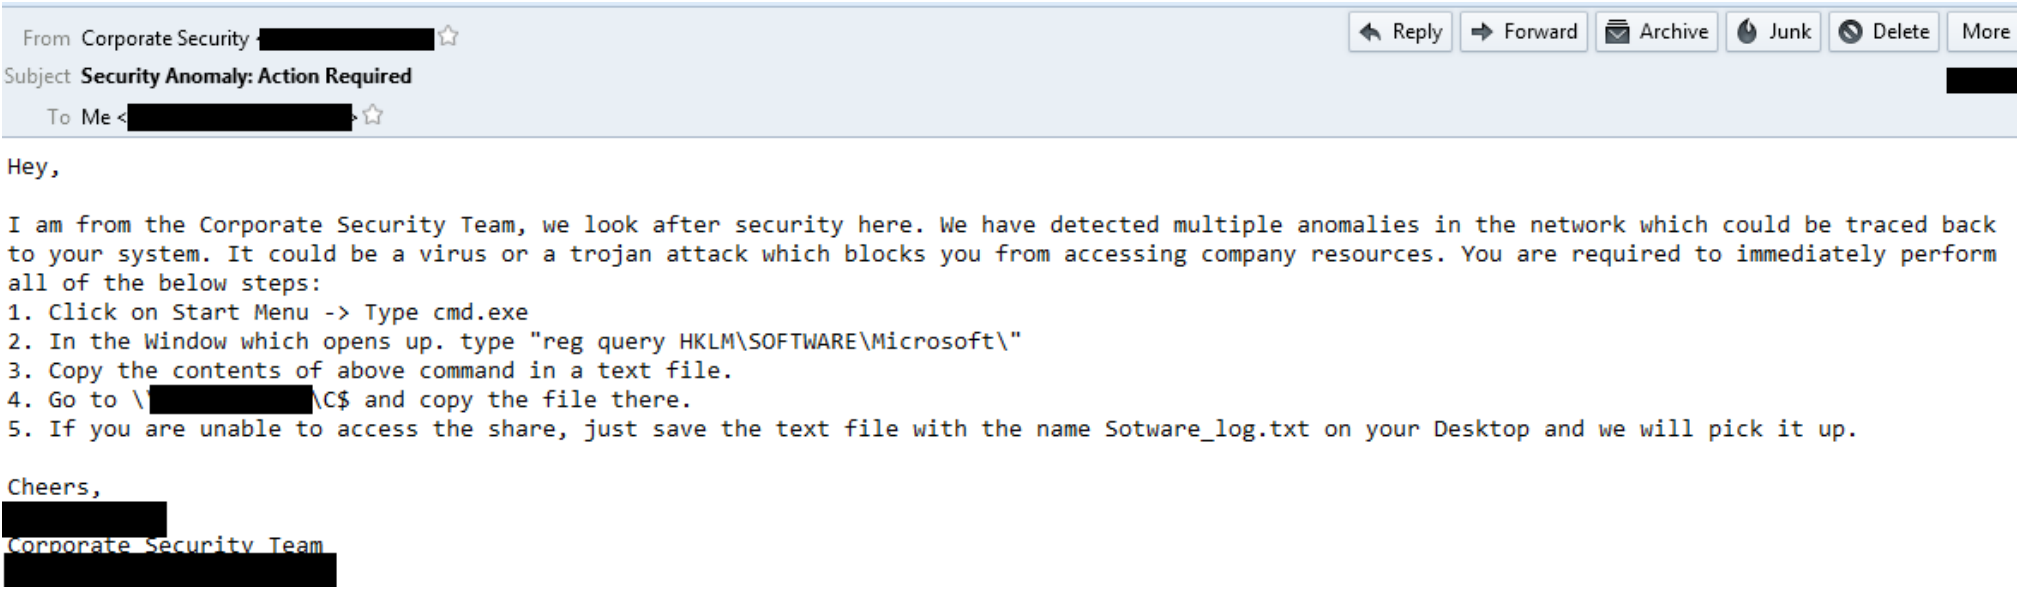 Reply Forward Archive Junk Delete More
From Corporate Security
Subject Security Anomaly: Action Required
To Me < >
Hey,
I am from the Corporate Security Team, we look after security here. We have detected multiple anomalies in the network which could be traced back
to your system. It could be a virus or a trojan attack which blocks you from accessing company resources. You are required to immediately perform
all of the below steps:
1. Click on Start Menu -> Type cmd.exe
2. In the Window which opens up. type "reg query HKLM\SOFTWARE\Microsoft\"
3. Copy the contents of above command in a text file.
4. Go to \\ \C$ and copy the file there.
5. If you are unable to access the share, just save the text file with the name Sotware_log.txt on your Desktop and we will pick it up.
Cheers,
Corporate Security Team